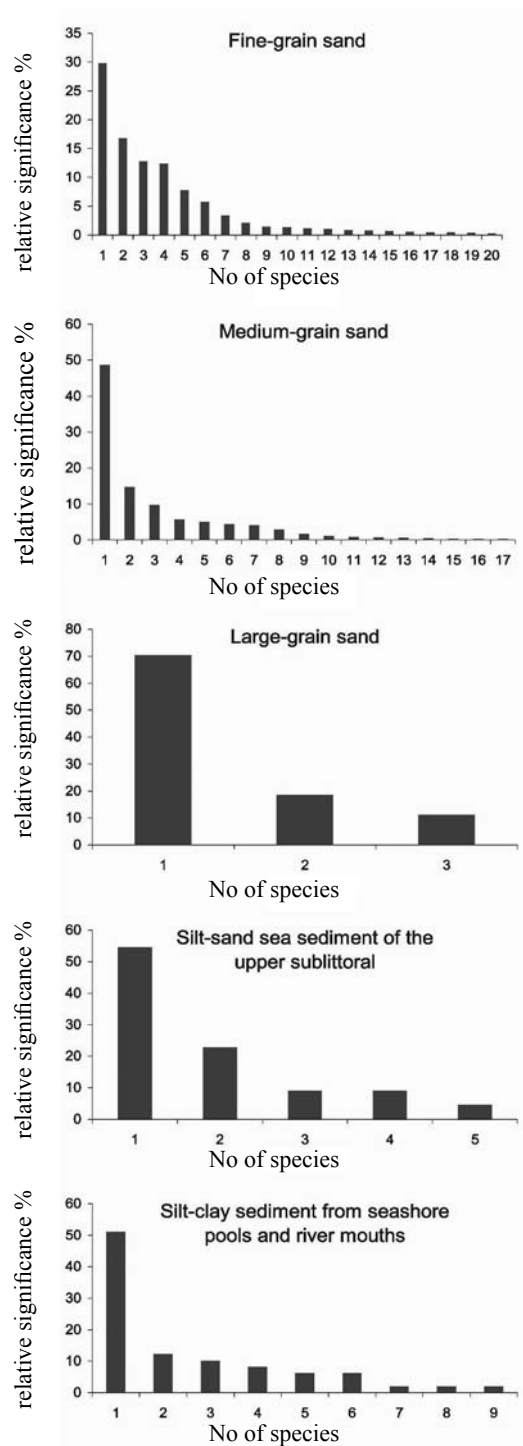 Fine-grain sand
relative significance %
35
30
25
20
15
10
5
0
1 2 3 4 5 6 7 8 9 10 11 12 13 14 15 16 17 18 19 20
No of species
Medium-grain sand
relative significance %
60
50
40
30
20
10
0
1 2 3 4 5 6 7 8 9 10 11 12 13 14 15 16 17
No of species
Large-grain sand
relative significance %
80
70
60
50
40
30
20
10
0
1 2 3
No of species
Silt-sand sea sediment of the
upper sublittoral
relative significance %
60
50
40
30
20
10
0
1 2 3 4 5
No of species
Silt-clay sediment from seashore
pools and river mouths
relative significance %
60
50
40
30
20
10
0
1 2 3 4 5 6 7 8 9
No of species